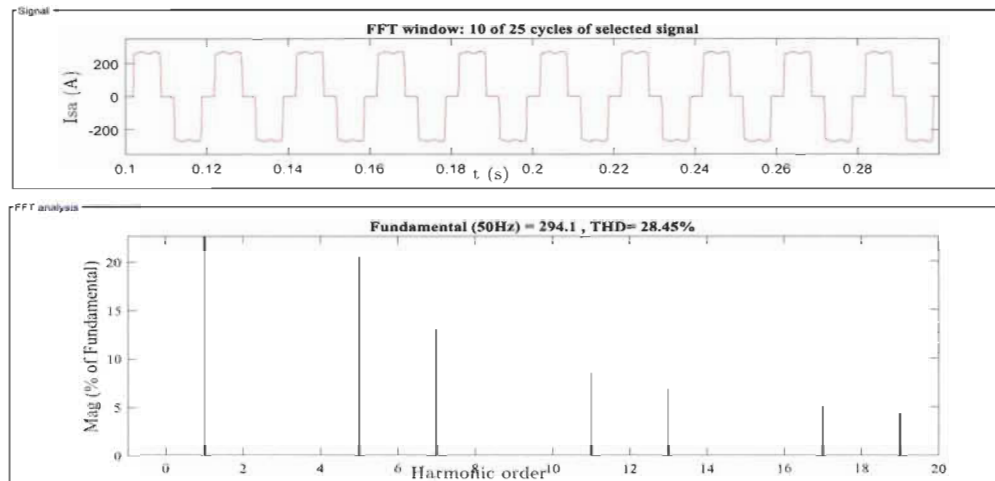 Signal
FFT window: 10 of 25 cycles of selected signal
Isa (A)
200
0
-200
0.1 0.12 0.14 0.16 0.18 0.2 0.22 0.24 0.26 0.28
t (s)
FFT analysis
Fundamental (50Hz) = 294.1 , THD= 28.45%
Mag (% of Fundamental)
20
15
10
5
0
0 2 4 6 8 10 12 14 16 18 20
Harmonic order